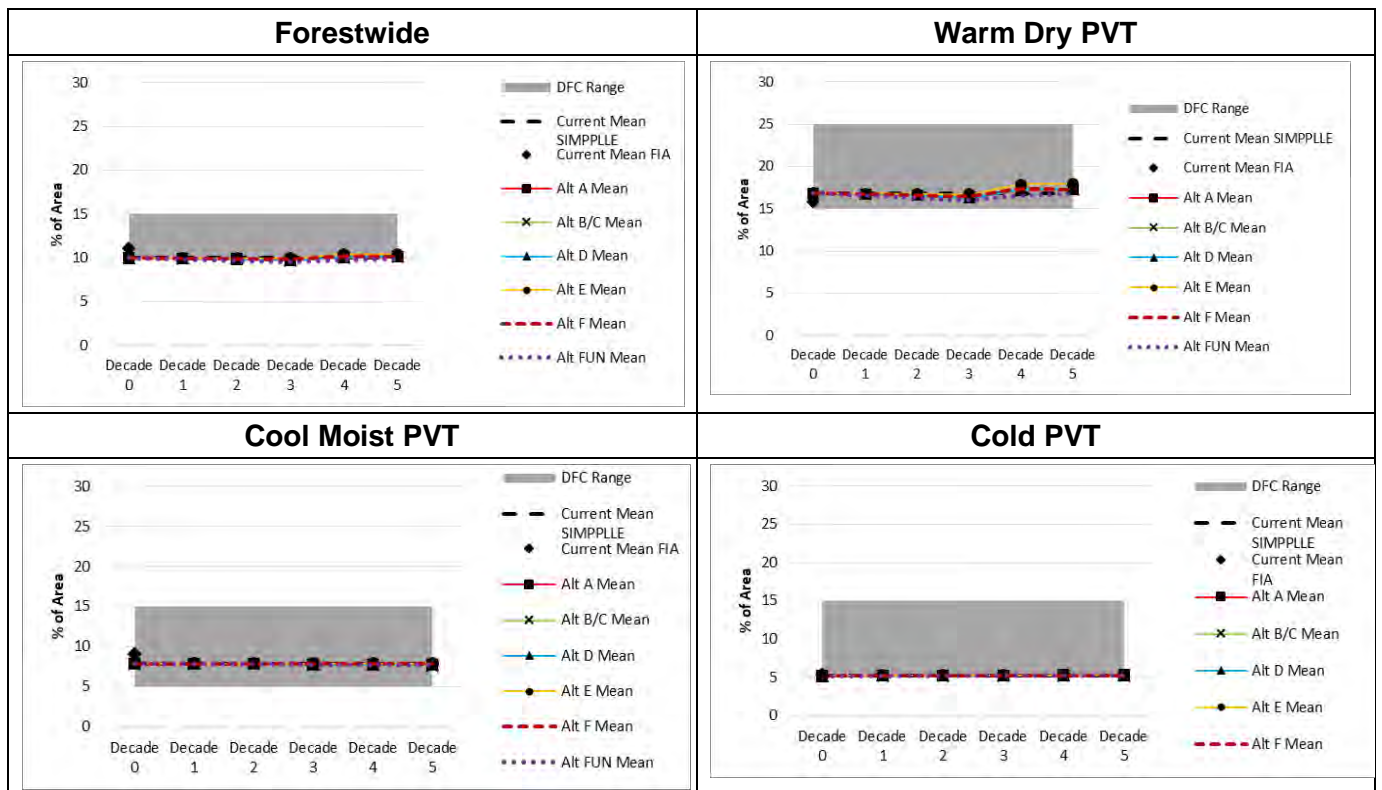 Forestwide
30
25
20
15
10
5
0
% of Area
Decade 0
Decade 1
Decade 2
Decade 3
Decade 4
Decade 5
DFC Range
Current Mean
SIMPPLLE
Current Mean FIA
Alt A Mean
Alt B/C Mean
Alt D Mean
Alt E Mean
Alt F Mean
Alt FUN Mean
Warm Dry PVT
30
25
20
15
10
5
0
% of Area
Decade 0
Decade 1
Decade 2
Decade 3
Decade 4
Decade 5
DFC Range
Current Mean SIMPPLLE
Current Mean FIA
Alt A Mean
Alt B/C Mean
Alt D Mean
Alt E Mean
Alt F Mean
Alt FUN Mean
Cool Moist PVT
30
25
20
15
10
5
0
% of Area
Decade 0
Decade 1
Decade 2
Decade 3
Decade 4
Decade 5
DFC Range
Current Mean
SIMPPLLE
Current Mean FIA
Alt A Mean
Alt B/C Mean
Alt D Mean
Alt E Mean
Alt F Mean
Alt FUN Mean
Cold PVT
30
25
20
15
10
5
0
% of Area
Decade 0
Decade 1
Decade 2
Decade 3
Decade 4
Decade 5
DFC Range
Current Mean
SIMPPLLE
Current Mean
FIA
Alt A Mean
Alt B/C Mean
Alt D Mean
Alt E Mean
Alt F Mean